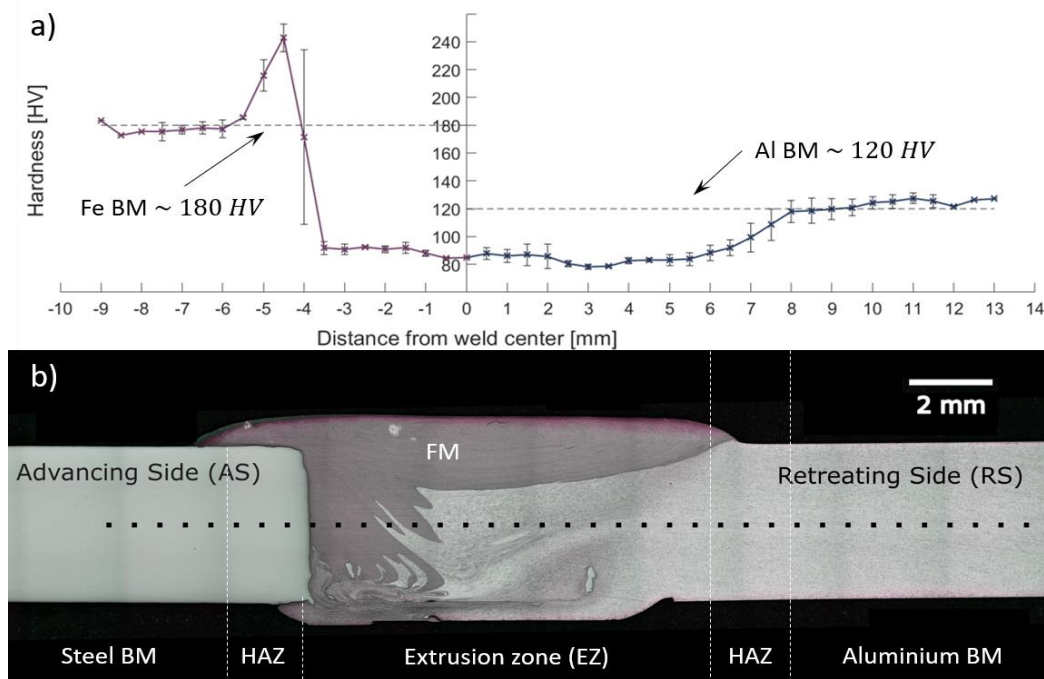 a)
Hardness [HV]
240
220
200
180
160
140
120
100
80
Fe BM ~ 180 HV
Al BM ~ 120 HV
-10 -9 -8 -7 -6 -5 -4 -3 -2 -1 0 1 2 3 4 5 6 7 8 9 10 11 12 13 14
Distance from weld center [mm]
b)
2 mm
FM
Advancing Side (AS)
Retreating Side (RS)
Steel BM
HAZ
Extrusion zone (EZ)
HAZ
Aluminium BM